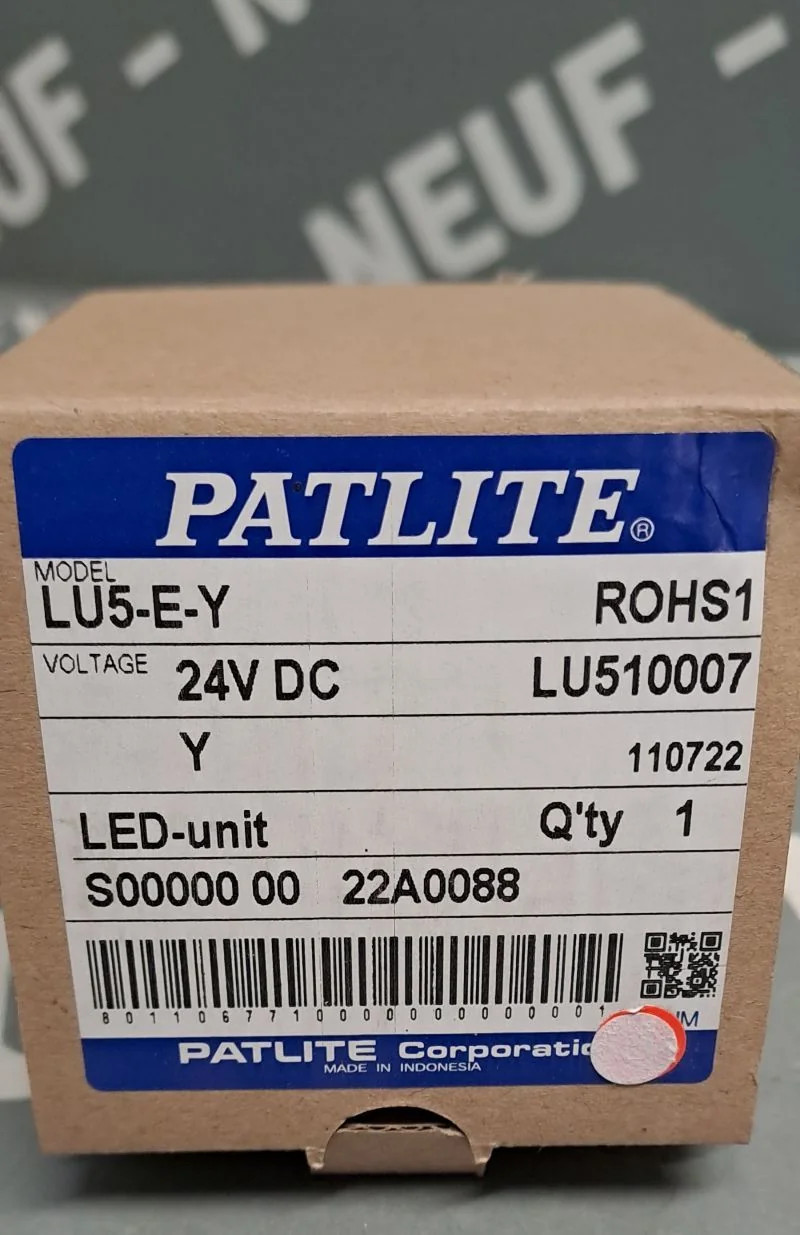 NEUF -
PATLITE®
MODEL
LU5-E-Y ROHS1
VOLTAGE 24V DC LU510007
Y 110722
LED-unit Q'ty 1
S00000 00 22A0088
PATLITE
MADE IN INDONESIA